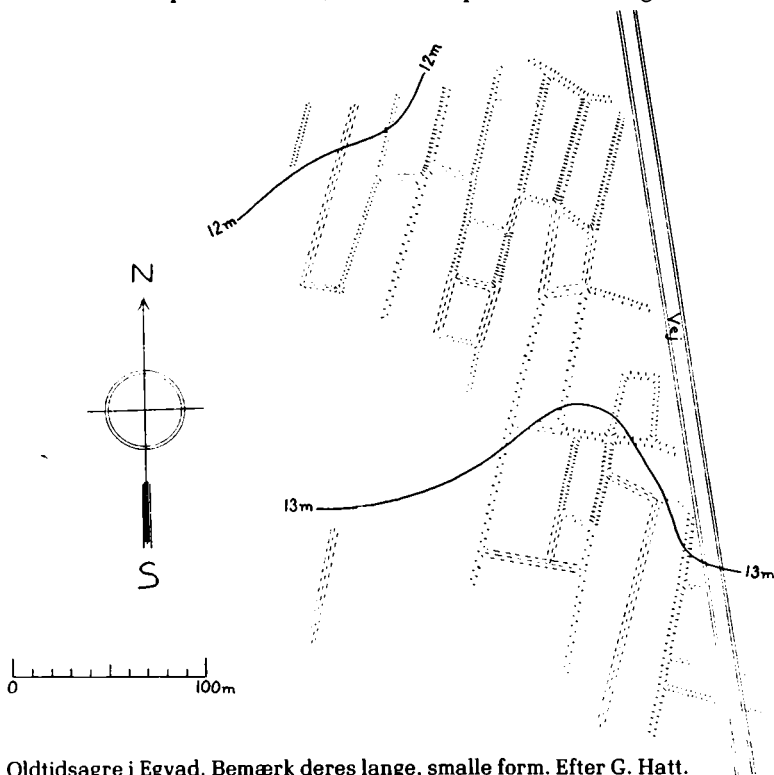 12m
12m
N
Vej
13m
13m
S
0 100m
Oldtidsagre i Egvad. Bemærk deres lange, smalle form. Efter G. Hatt.